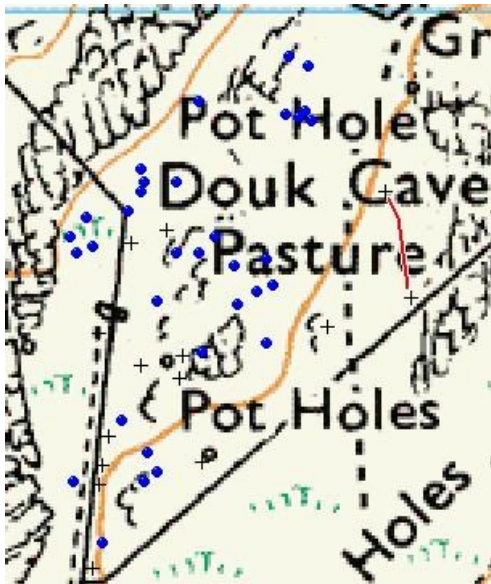 Gr
Pot Hole
Douk Cave
Pasture
Pot Holes
Holes